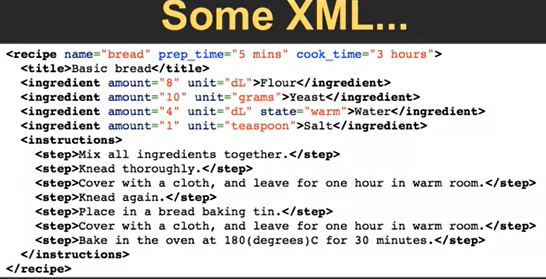 Some XML...
<recipe name="bread" prep_time="5 mins" cook_time="3 hours">
<title>Basic bread</title>
<ingredient amount="8" unit="dL">Flour</ingredient>
<ingredient amount="10" unit="grams">Yeast</ingredient>
<ingredient amount="4" unit="dL" state="warm">Water</ingredient>
<ingredient amount="1" unit="teaspoon">Salt</ingredient>
<instructions>
<step>Mix all ingredients together.</step>
<step>Knead thoroughly.</step>
<step>Cover with a cloth, and leave for one hour in warm room.</step>
<step>Knead again.</step>
<step>Place in a bread baking tin.</step>
<step>Cover with a cloth, and leave for one hour in warm room.</step>
<step>Bake in the oven at 180(degrees)C for 30 minutes.</step>
</instructions>
</recipe>